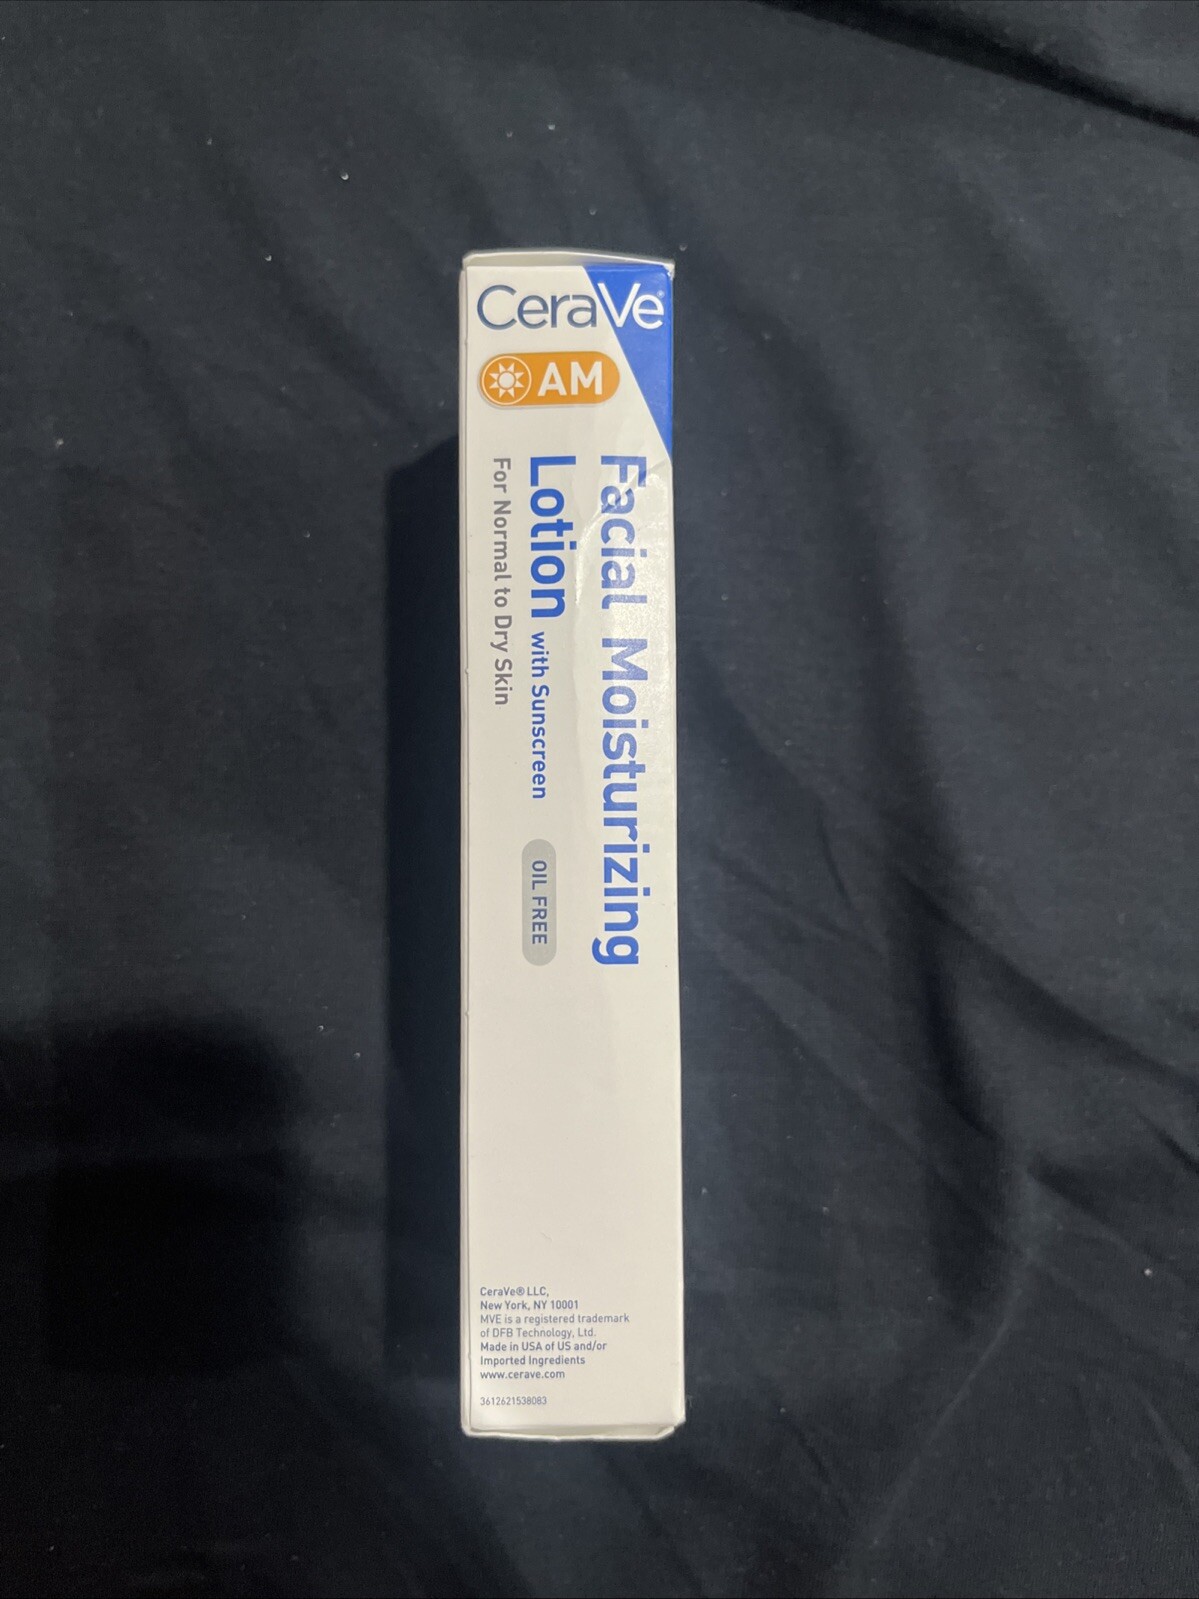 CeraVe®
AM
Facial Moisturizing
Lotion with Sunscreen
For Normal to Dry Skin
OIL FREE
CeraVe® LLC,
New York, NY 10001
MVE is a registered trademark
of DFB Technology, Ltd.
Made in USA of US and/or
Imported Ingredients
www.cerave.com
3612621538083